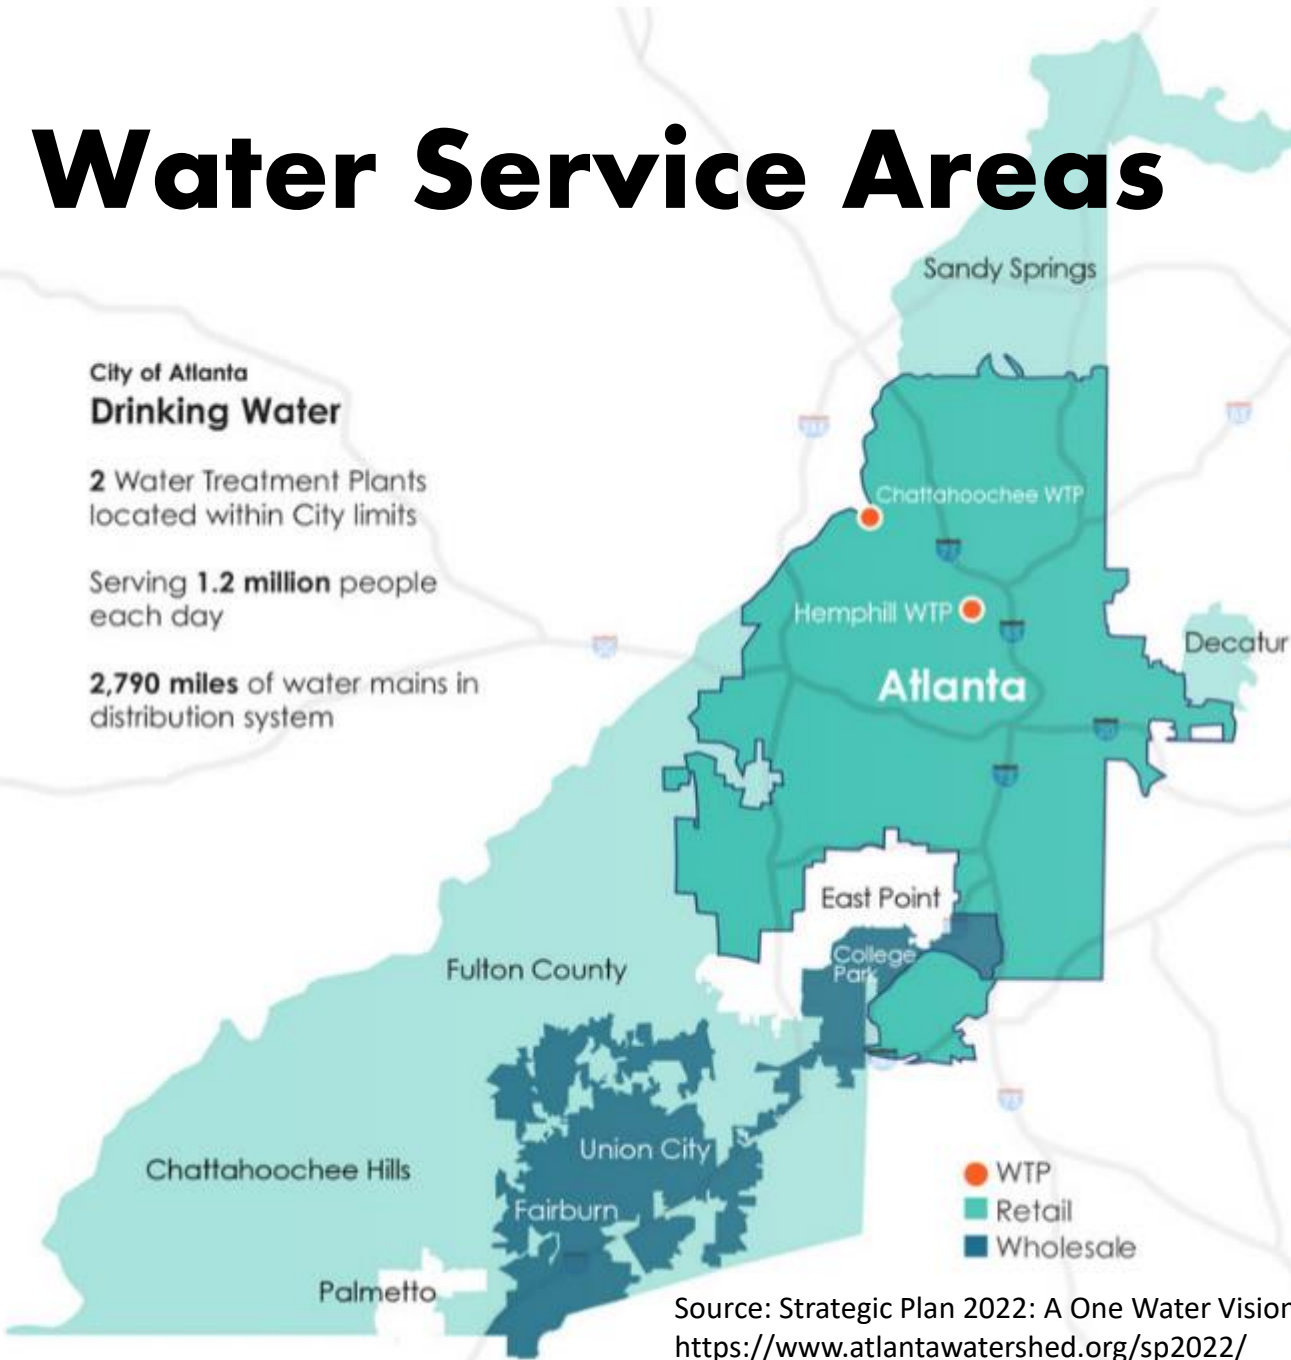 Water Service Areas
Sandy Springs
City of Atlanta
Drinking Water
2 Water Treatment Plants
located within City limits
Serving 1.2 million people
each day
2,790 miles of water mains in
distribution system
Chattahoochee WTP
Hemphill WTP
Decatur
Atlanta
East Point
College
Park
Fulton County
Union City
Chattahoochee Hills
Fairburn
Palmetto
WTP
Retail
Wholesale
Source: Strategic Plan 2022: A One Water Vision
https://www.atlantawatershed.org/sp2022/